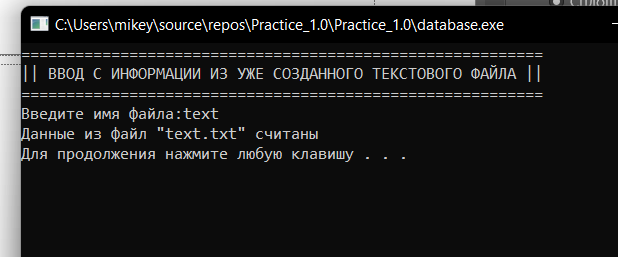 C:\Users\mikey\source\repos\Practice_1.0\Practice_1.0\database.exe
==========================================================
|| ВВОД С ИНФОРМАЦИИ ИЗ УЖЕ СОЗДАННОГО ТЕКСТОВОГО ФАЙЛА ||
==========================================================
Введите имя файла:text
Данные из файл "text.txt" считаны
Для продолжения нажмите любую клавишу . . .